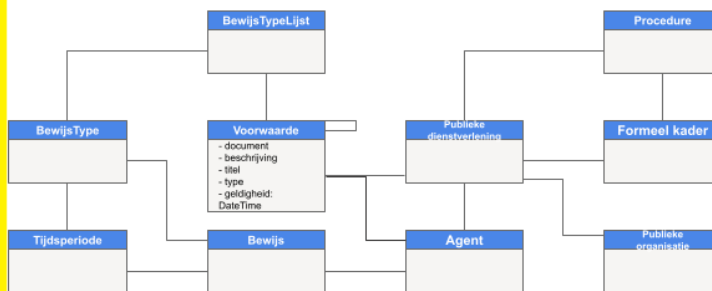 BewijsTypeLijst
Procedure
BewijsType
Voorwaarde
- document
- beschrijving
- titel
- type
- geldigheid:
DateTime
Publieke
dienstverlening
Formeel kader
Tijdsperiode
Bewijs
Agent
Publieke
organisatie